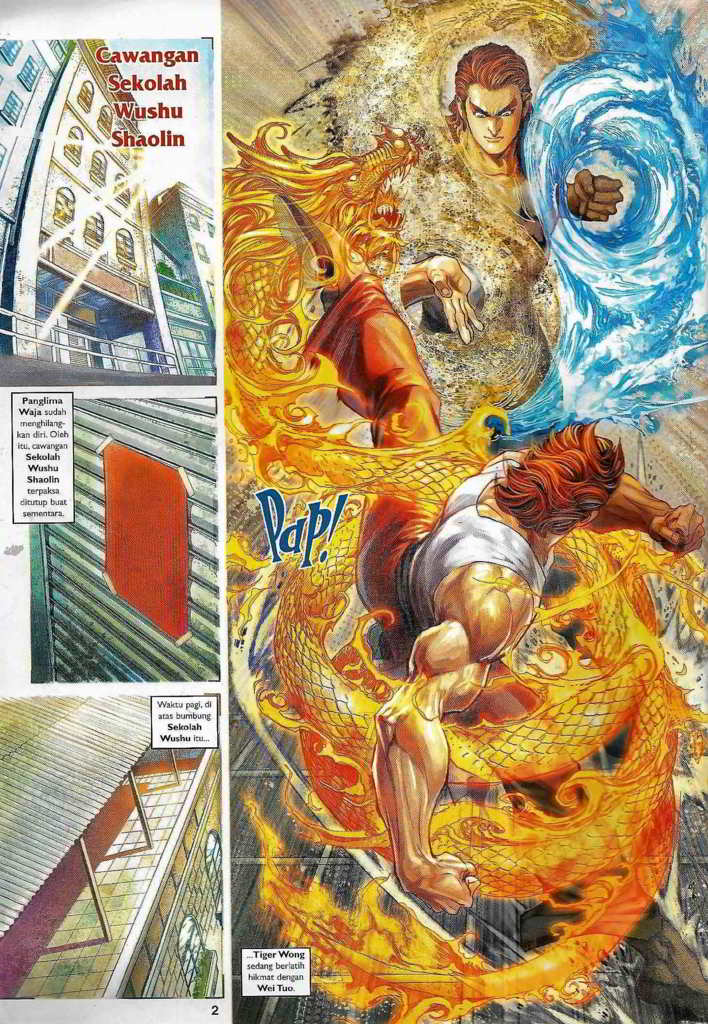 Cawangan
Sekolah
Wushu
Shaolin
Panglima
Waja sudah
menghilang-
kan diri. Oleh
itu, cawangan
Sekolah
Wushu
Shaolin
terpaksa
ditutup buat
sementara.
Waktu pagi, di
atas bumbung
Sekolah
Wushu itu...
Pap!
...Tiger Wong
sedang berlatih
hikmat dengan
Wei Tuo.
2